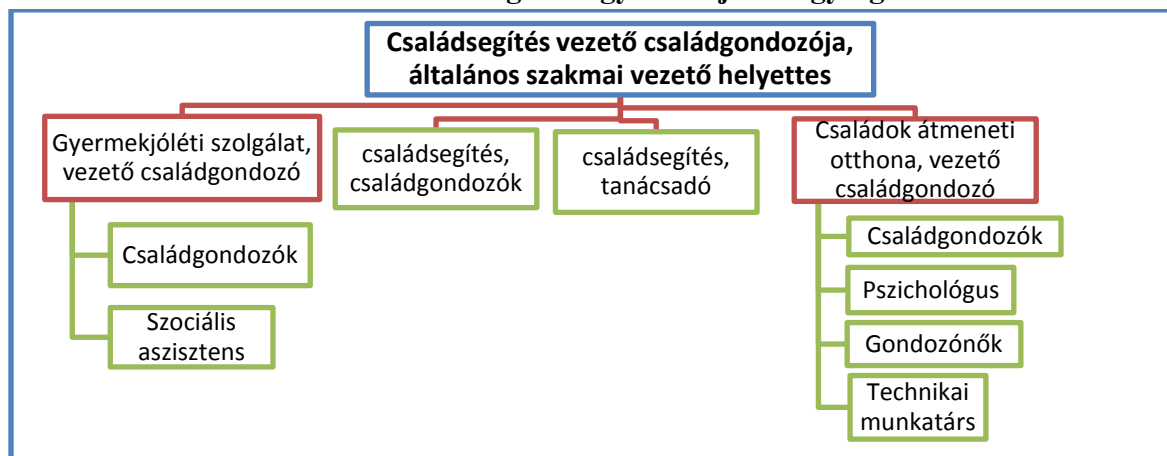 Családsegítés vezető családgondozója,
általános szakmai vezető helyettes
Gyermekjóléti szolgálat,
vezető családgondozó
családsegítés,
családgondozók
családsegítés,
tanácsadó
Családok átmeneti
otthona, vezető
családgondozó
Családgondozók
Szociális
aszisztens
Családgondozók
Pszichológus
Gondozónők
Technikai
munkatárs